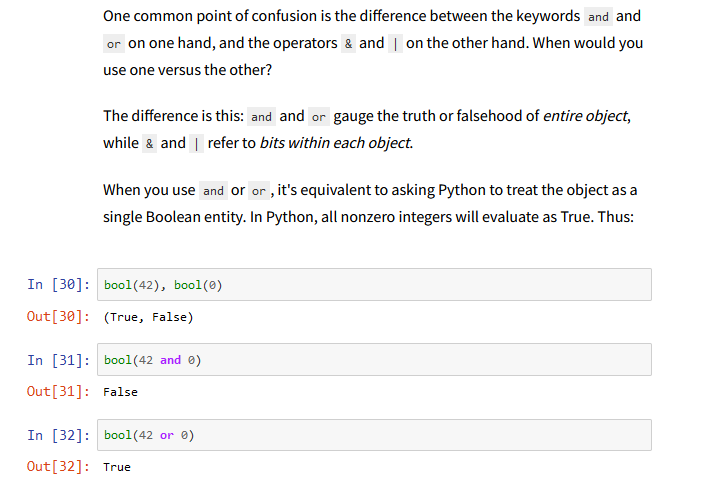 One common point of confusion is the difference between the keywords and and
or on one hand, and the operators & and | on the other hand. When would you
use one versus the other?
The difference is this: and and or gauge the truth or falsehood of entire object,
while & and | refer to bits within each object.
When you use and or or, it's equivalent to asking Python to treat the object as a
single Boolean entity. In Python, all nonzero integers will evaluate as True. Thus:
In [30]: bool(42), bool(0)
Out[30]: (True, False)
In [31]: bool(42 and 0)
Out[31]: False
In [32]: bool(42 or 0)
Out[32]: True